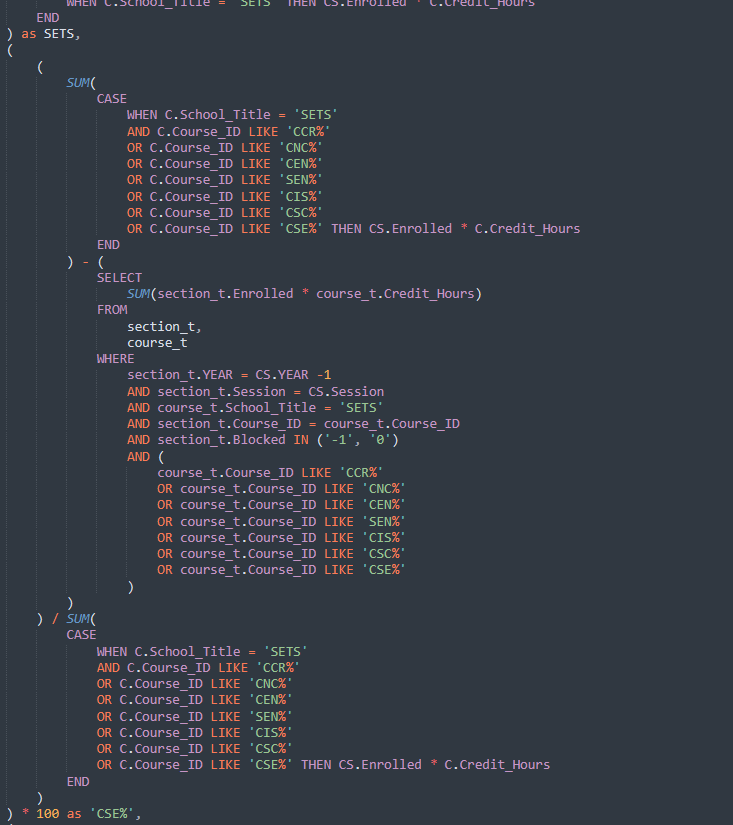 WHEN C.School_Title = 'SETS' THEN CS.Enrolled * C.Credit_Hours
END
) as SETS,
(
(
SUM(
CASE
WHEN C.School_Title = 'SETS'
AND C.Course_ID LIKE 'CCR%'
OR C.Course_ID LIKE 'CNC%'
OR C.Course_ID LIKE 'CEN%'
OR C.Course_ID LIKE 'SEN%'
OR C.Course_ID LIKE 'CIS%'
OR C.Course_ID LIKE 'CSC%'
OR C.Course_ID LIKE 'CSE%' THEN CS.Enrolled * C.Credit_Hours
END
) - (
SELECT
SUM(section_t.Enrolled * course_t.Credit_Hours)
FROM
section_t,
course_t
WHERE
section_t.YEAR = CS.YEAR -1
AND section_t.Session = CS.Session
AND course_t.School_Title = 'SETS'
AND section_t.Course_ID = course_t.Course_ID
AND section_t.Blocked IN ('-1', '0')
AND (
course_t.Course_ID LIKE 'CCR%'
OR course_t.Course_ID LIKE 'CNC%'
OR course_t.Course_ID LIKE 'CEN%'
OR course_t.Course_ID LIKE 'SEN%'
OR course_t.Course_ID LIKE 'CIS%'
OR course_t.Course_ID LIKE 'CSC%'
OR course_t.Course_ID LIKE 'CSE%'
)
)
) / SUM(
CASE
WHEN C.School_Title = 'SETS'
AND C.Course_ID LIKE 'CCR%'
OR C.Course_ID LIKE 'CNC%'
OR C.Course_ID LIKE 'CEN%'
OR C.Course_ID LIKE 'SEN%'
OR C.Course_ID LIKE 'CIS%'
OR C.Course_ID LIKE 'CSC%'
OR C.Course_ID LIKE 'CSE%' THEN CS.Enrolled * C.Credit_Hours
END
)
) * 100 as 'CSE%',